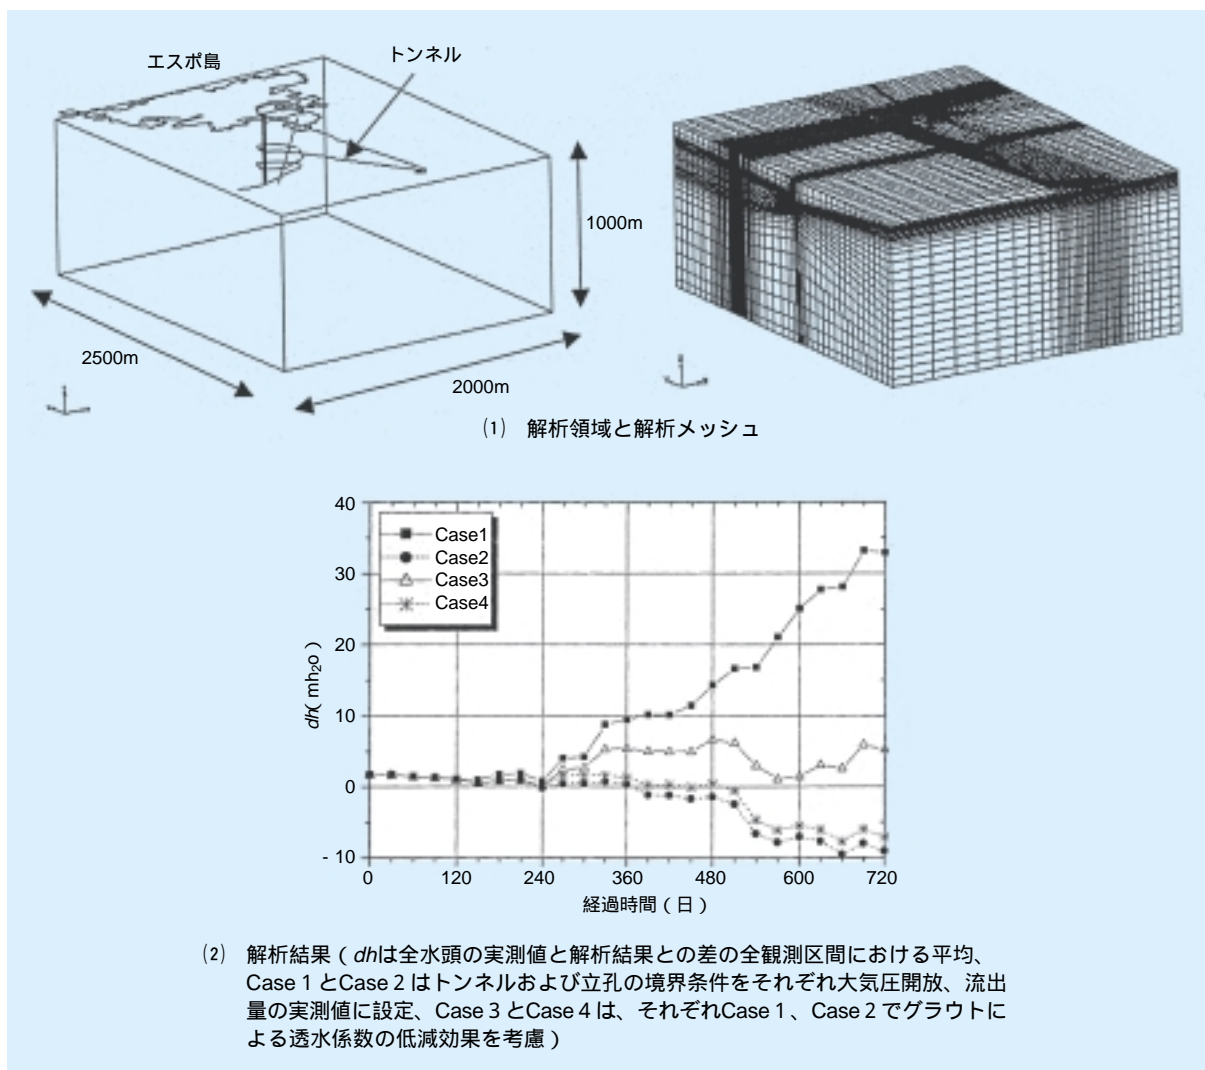 エスポ島
トンネル
1000m
2500m
2000m
(1) 解析領域と解析メッシュ
40
30
20
10
0
- 10
Case1
Case2
Case3
Case4
dh( mh₂o )
0 120 240 360 480 600 720
経過時間 ( 日 )
(2) 解析結果 ( dhは全水頭の実測値と解析結果との差の全観測区間における平均、
Case 1 とCase 2 はトンネルおよび立孔の境界条件をそれぞれ大気圧開放、流出
量の実測値に設定、Case 3 とCase 4 は、それぞれCase 1 、Case 2 でグラウトに
よる透水係数の低減効果を考慮 )